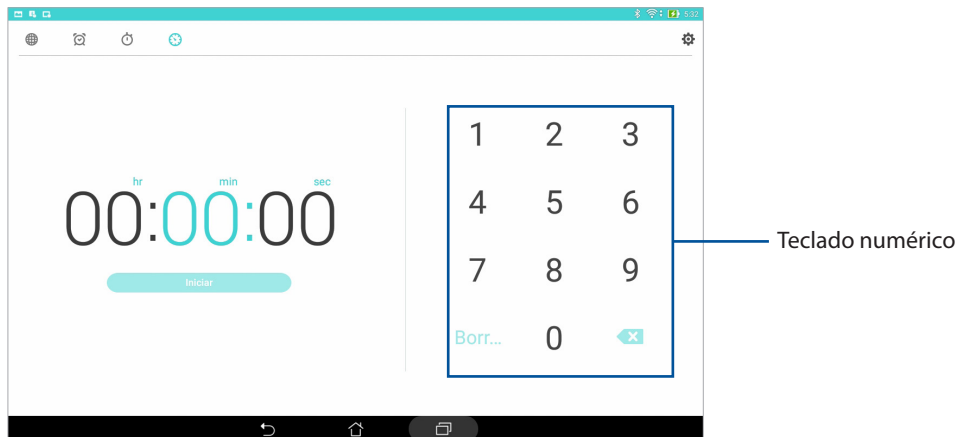 5:32
hr min sec
00:00:00
Iniciar
1 2 3
4 5 6
7 8 9
Borr... 0
Teclado numérico